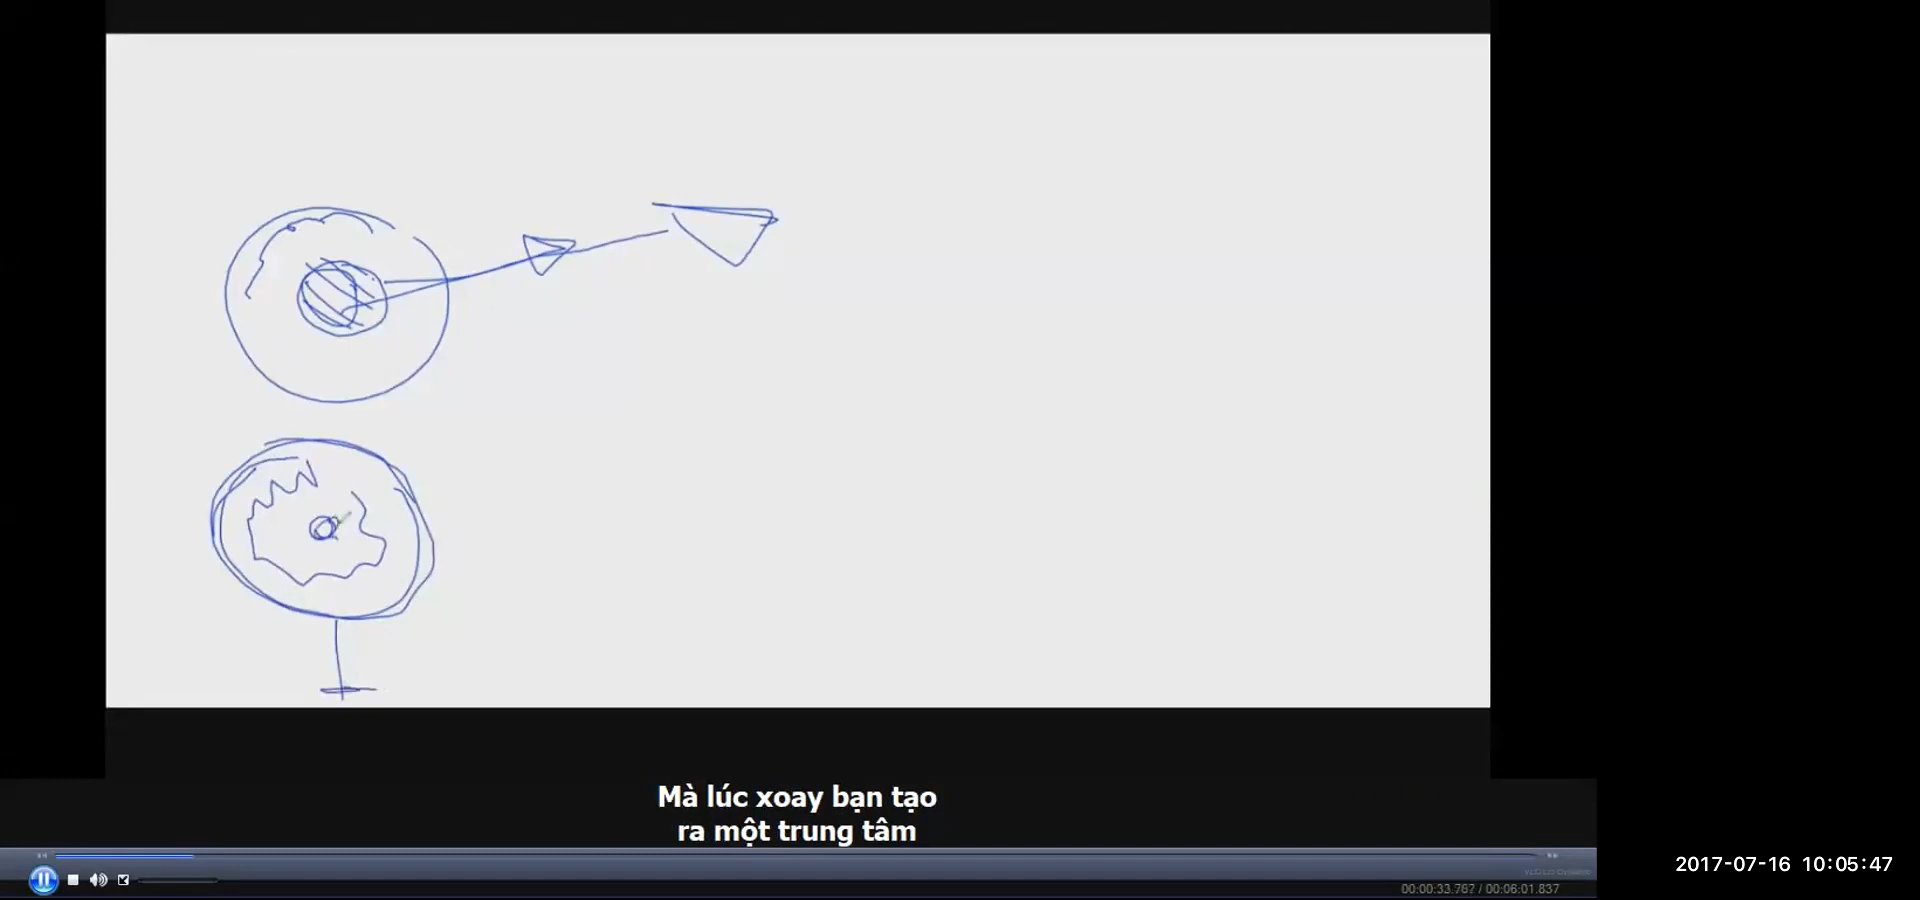 Mà lúc xoay bạn tạo
ra một trung tâm
2017-07-16 10:05:47
00:00:33.767 / 00:06:01.837